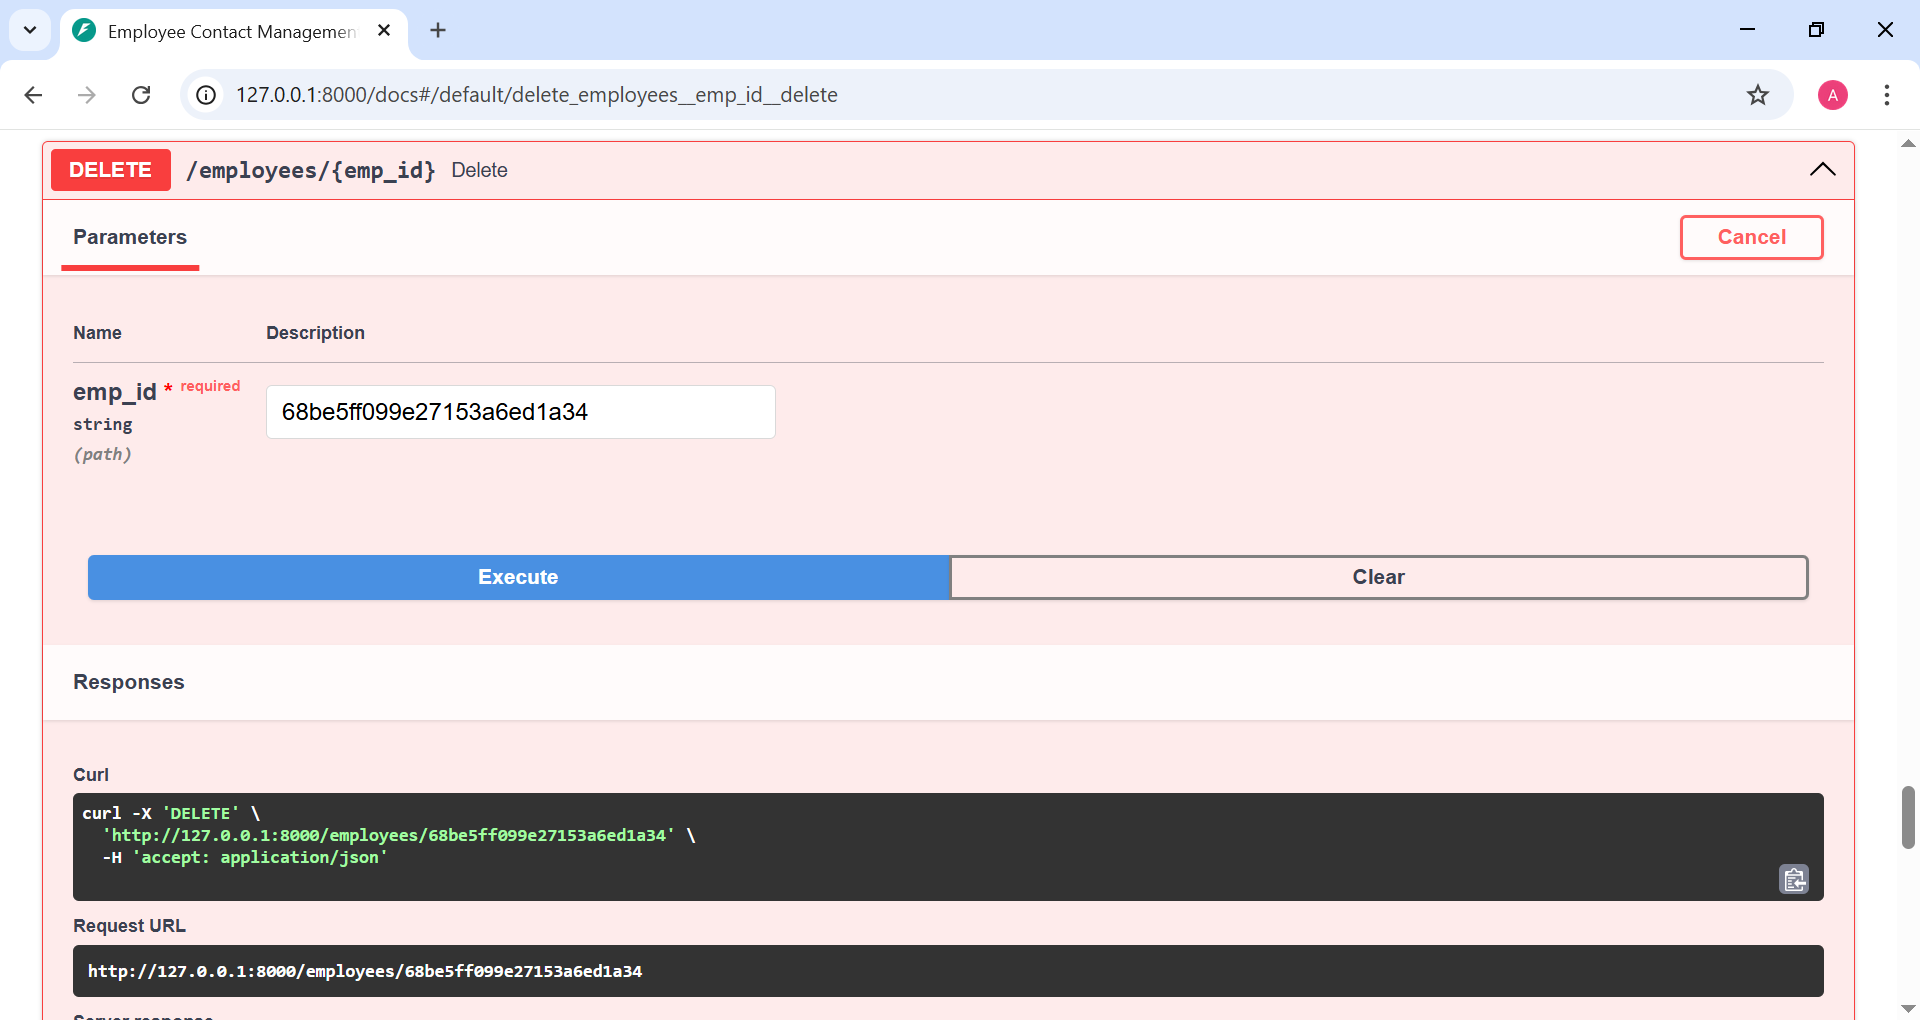 Employee Contact Managemen
127.0.0.1:8000/docs#/default/delete_employees__emp_id__delete
A
DELETE /employees/{emp_id} Delete
Parameters
Cancel
Name Description
emp_id * required
68be5ff099e27153a6ed1a34
string
(path)
Execute
Clear
Responses
Curl
curl -X 'DELETE' \
'http://127.0.0.1:8000/employees/68be5ff099e27153a6ed1a34' \
-H 'accept: application/json'
Request URL
http://127.0.0.1:8000/employees/68be5ff099e27153a6ed1a34
Server response